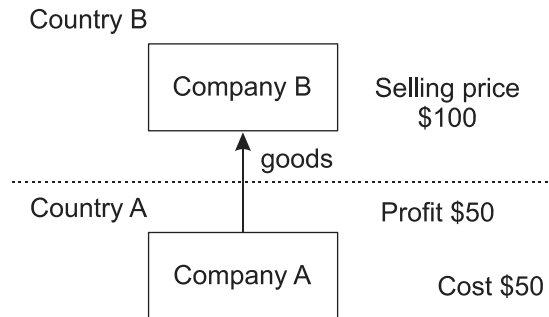 Country B
Company B
Selling price
$100
goods
Country A
Profit $50
Company A
Cost $50